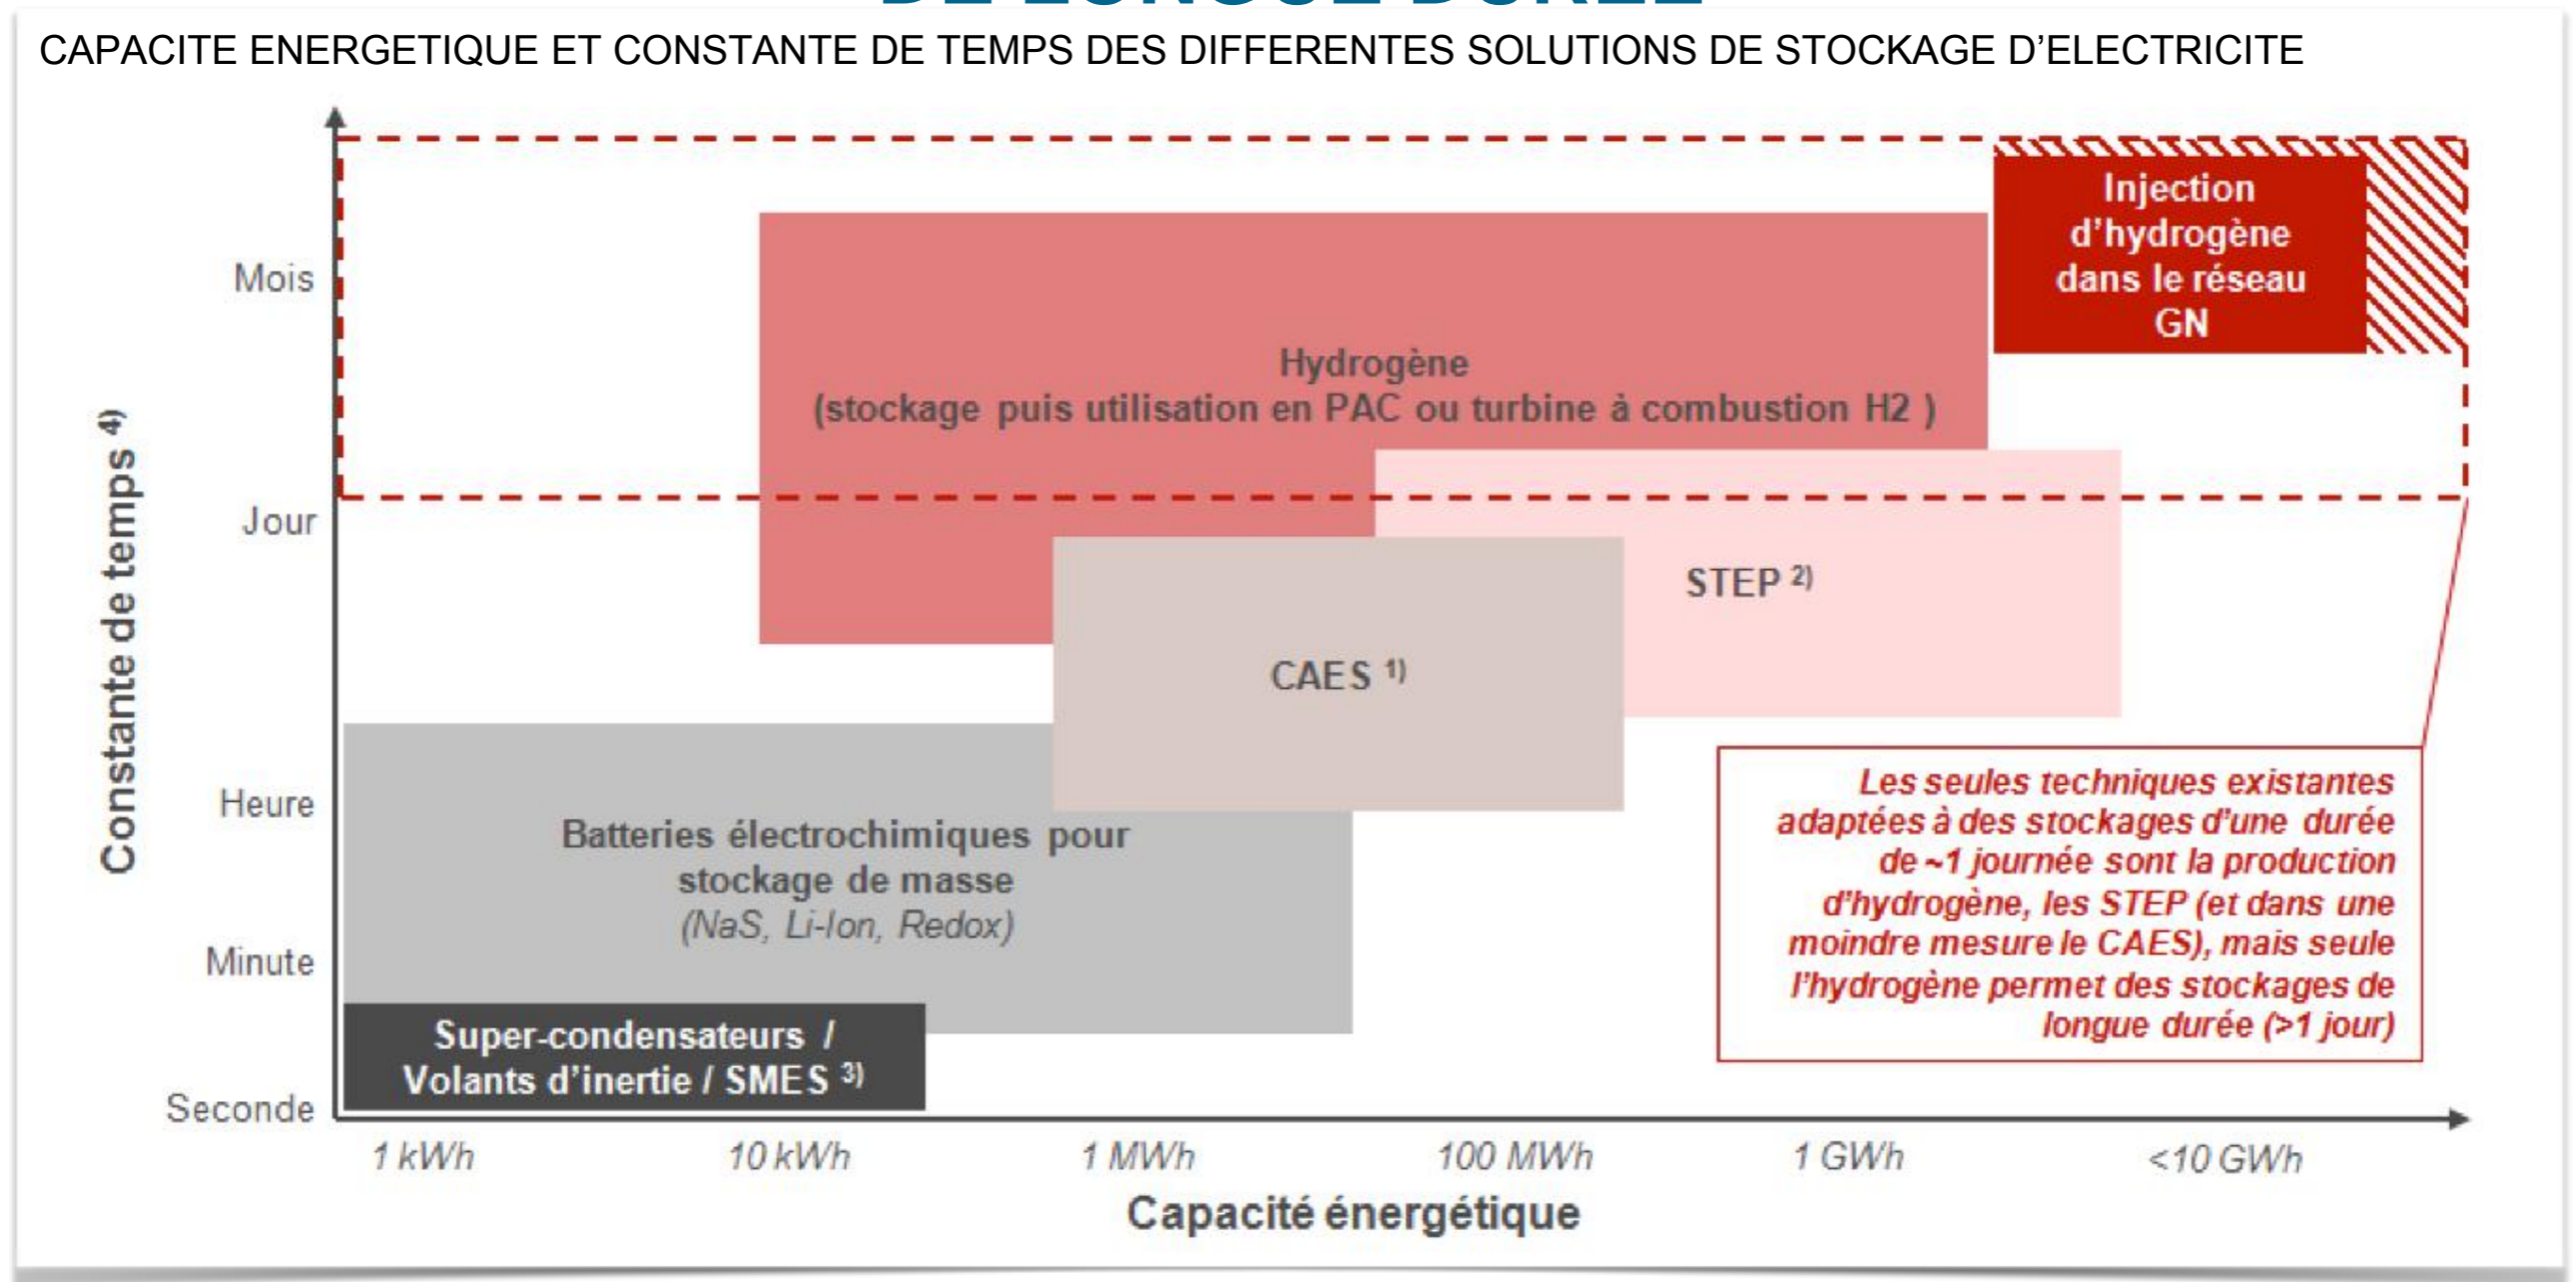 CAPACITE ENERGETIQUE ET CONSTANTE DE TEMPS DES DIFFERENTES SOLUTIONS DE STOCKAGE D’ELECTRICITE
Injection
d’hydrogène
dans le réseau
GN
Mois
Hydrogène
(stockage puis utilisation en PAC ou turbine à combustion H2 )
Constante de temps 4)
Jour
STEP 2)
CAES 1)
Heure
Batteries électrochimiques pour
stockage de masse
(NaS, Li-Ion, Redox)
Les seules techniques existantes
adaptées à des stockages d’une durée
de ~1 journée sont la production
d’hydrogène, les STEP (et dans une
moindre mesure le CAES), mais seule
l’hydrogène permet des stockages de
longue durée (>1 jour)
Minute
Super-condensateurs /
Volants d’inertie / SMES 3)
Seconde
1 kWh
10 kWh
1 MWh
100 MWh
1 GWh
<10 GWh
Capacité énergétique